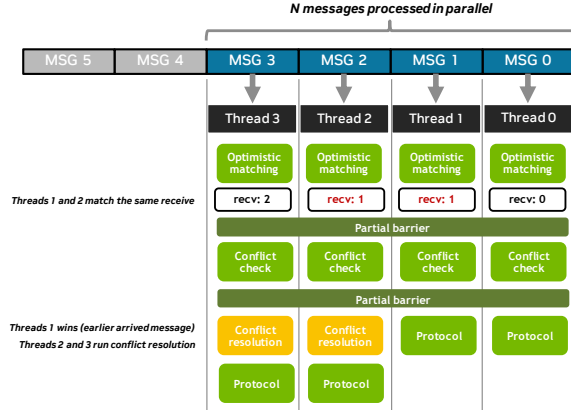 N messages processed in parallel
MSG 5 MSG 4 MSG 3 MSG 2 MSG 1 MSG 0
Thread 3 Thread 2 Thread 1 Thread 0
Optimistic matching Optimistic matching Optimistic matching Optimistic matching
Threads 1 and 2 match the same receive
recv: 2 recv: 1 recv: 1 recv: 0
Partial barrier
Conflict check Conflict check Conflict check Conflict check
Partial barrier
Threads 1 wins (earlier arrived message)
Threads 2 and 3 run conflict resolution
Conflict resolution Conflict resolution Protocol Protocol
Protocol Protocol